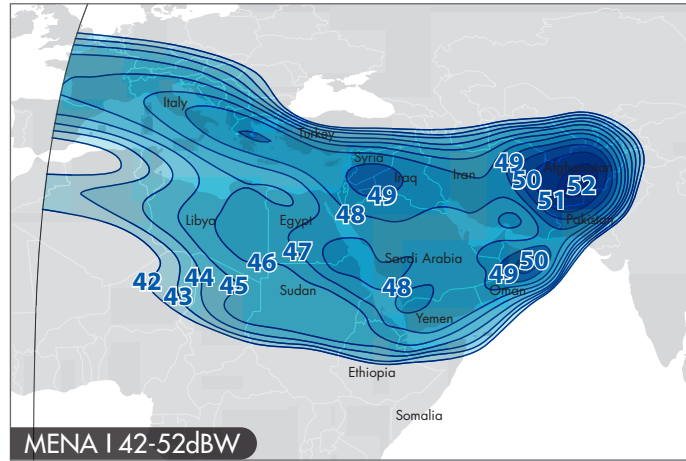 Italy
Turkey
Syria
Iraq
Iran
49
Afghanistan
50
52
51
49
48
Libya
Egypt
Pakistan
47
46
Saudi Arabia
50
49
42
44
45
43
Sudan
48
Oman
Yemen
Ethiopia
Somalia
MENA I 42-52dBW